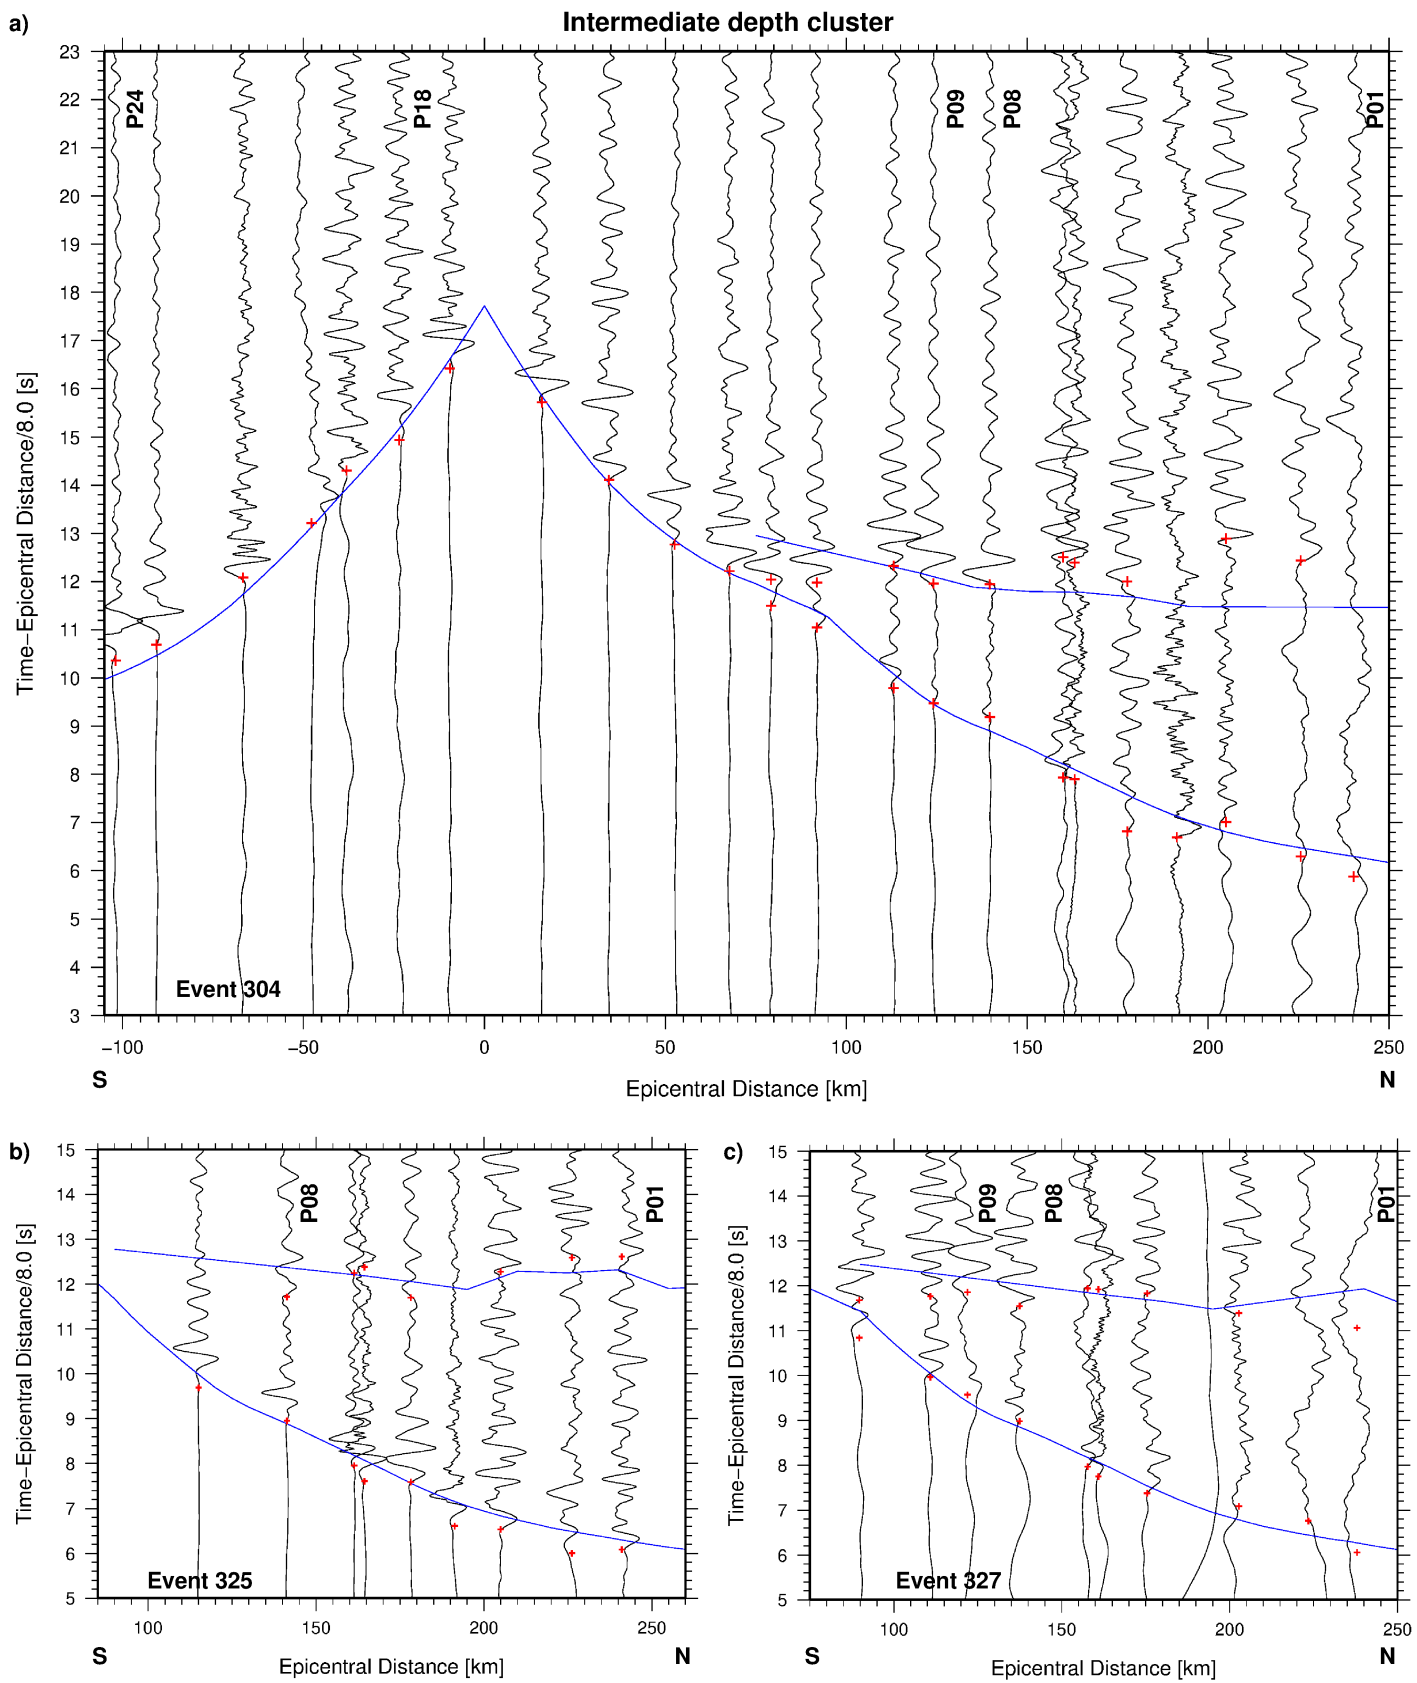 a)
Intermediate depth cluster
23
22
21
20
19
18
17
16
15
14
13
12
11
10
9
8
7
6
5
4
3
Time−Epicentral Distance/8.0 [s]
P24
P18
P09
P08
P01
Event 304
−100 −50 0 50 100 150 200 250
S N
Epicentral Distance [km]
b)
15
14
13
12
11
10
9
8
7
6
5
Time−Epicentral Distance/8.0 [s]
P08
P01
Event 325
100 150 200 250
S N
Epicentral Distance [km]
c)
15
14
13
12
11
10
9
8
7
6
5
Time−Epicentral Distance/8.0 [s]
P09
P08
P01
Event 327
100 150 200 250
S N
Epicentral Distance [km]